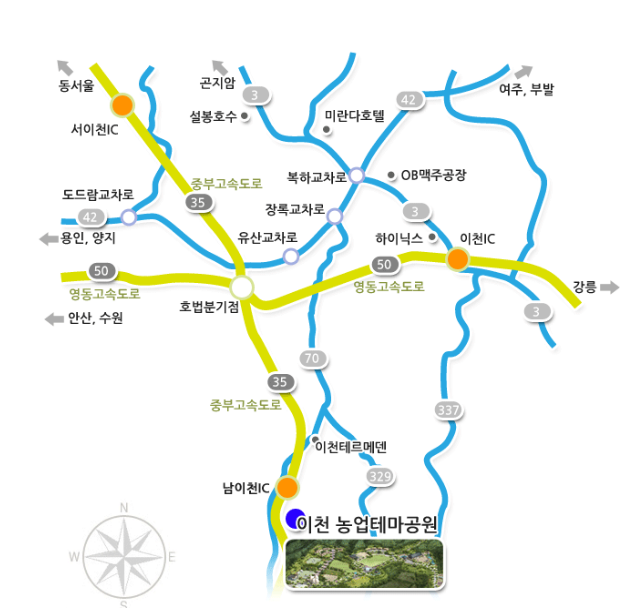 동서울
곤지암
3
여주, 부발
42
설봉호수
미란다호텔
서이천IC
중부고속도로
복하교차로
OB맥주공장
도드람교차로
35
장록교차로
3
42
용인, 양지
유산교차로
하이닉스
이천IC
50
50
영동고속도로
영동고속도로
강릉
호법분기점
안산, 수원
3
70
35
중부고속도로
337
이천테르메덴
329
남이천IC
이천 농업테마공원
N
W
E
S